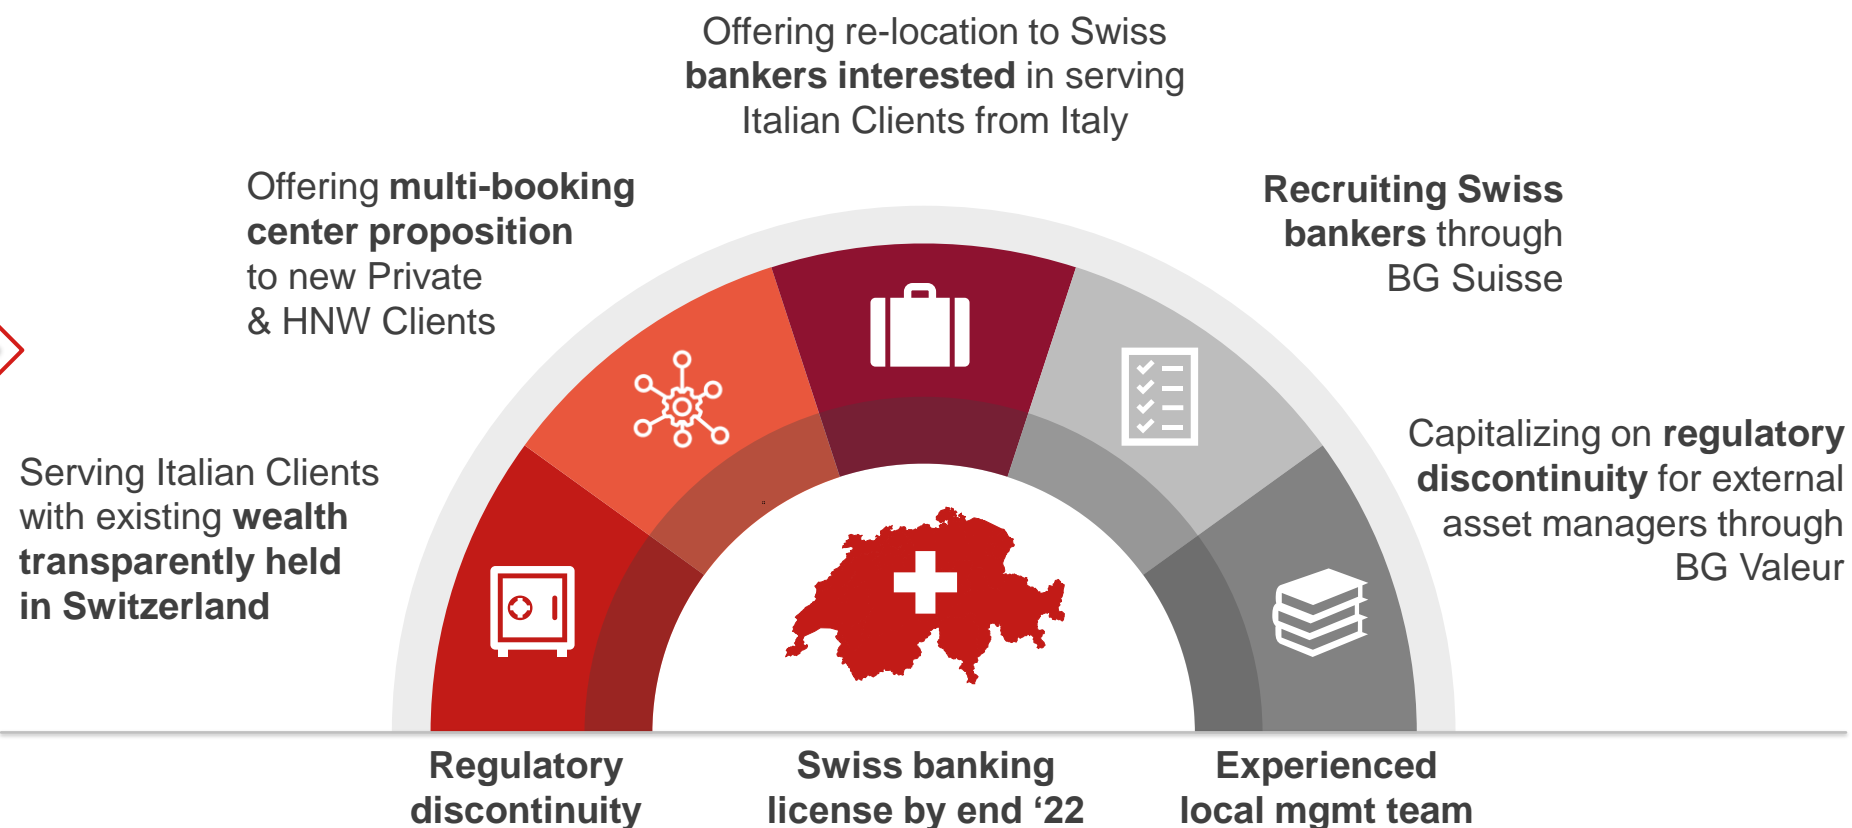 Offering re-location to Swiss
bankers interested in serving
Italian Clients from Italy
Offering multi-booking
center proposition
to new Private
& HNW Clients
Recruiting Swiss
bankers through
BG Suisse
Serving Italian Clients
with existing wealth
transparently held
in Switzerland
Capitalizing on regulatory
discontinuity for external
asset managers through
BG Valeur
Regulatory
discontinuity
Swiss banking
license by end ‘22
Experienced
local mgmt team